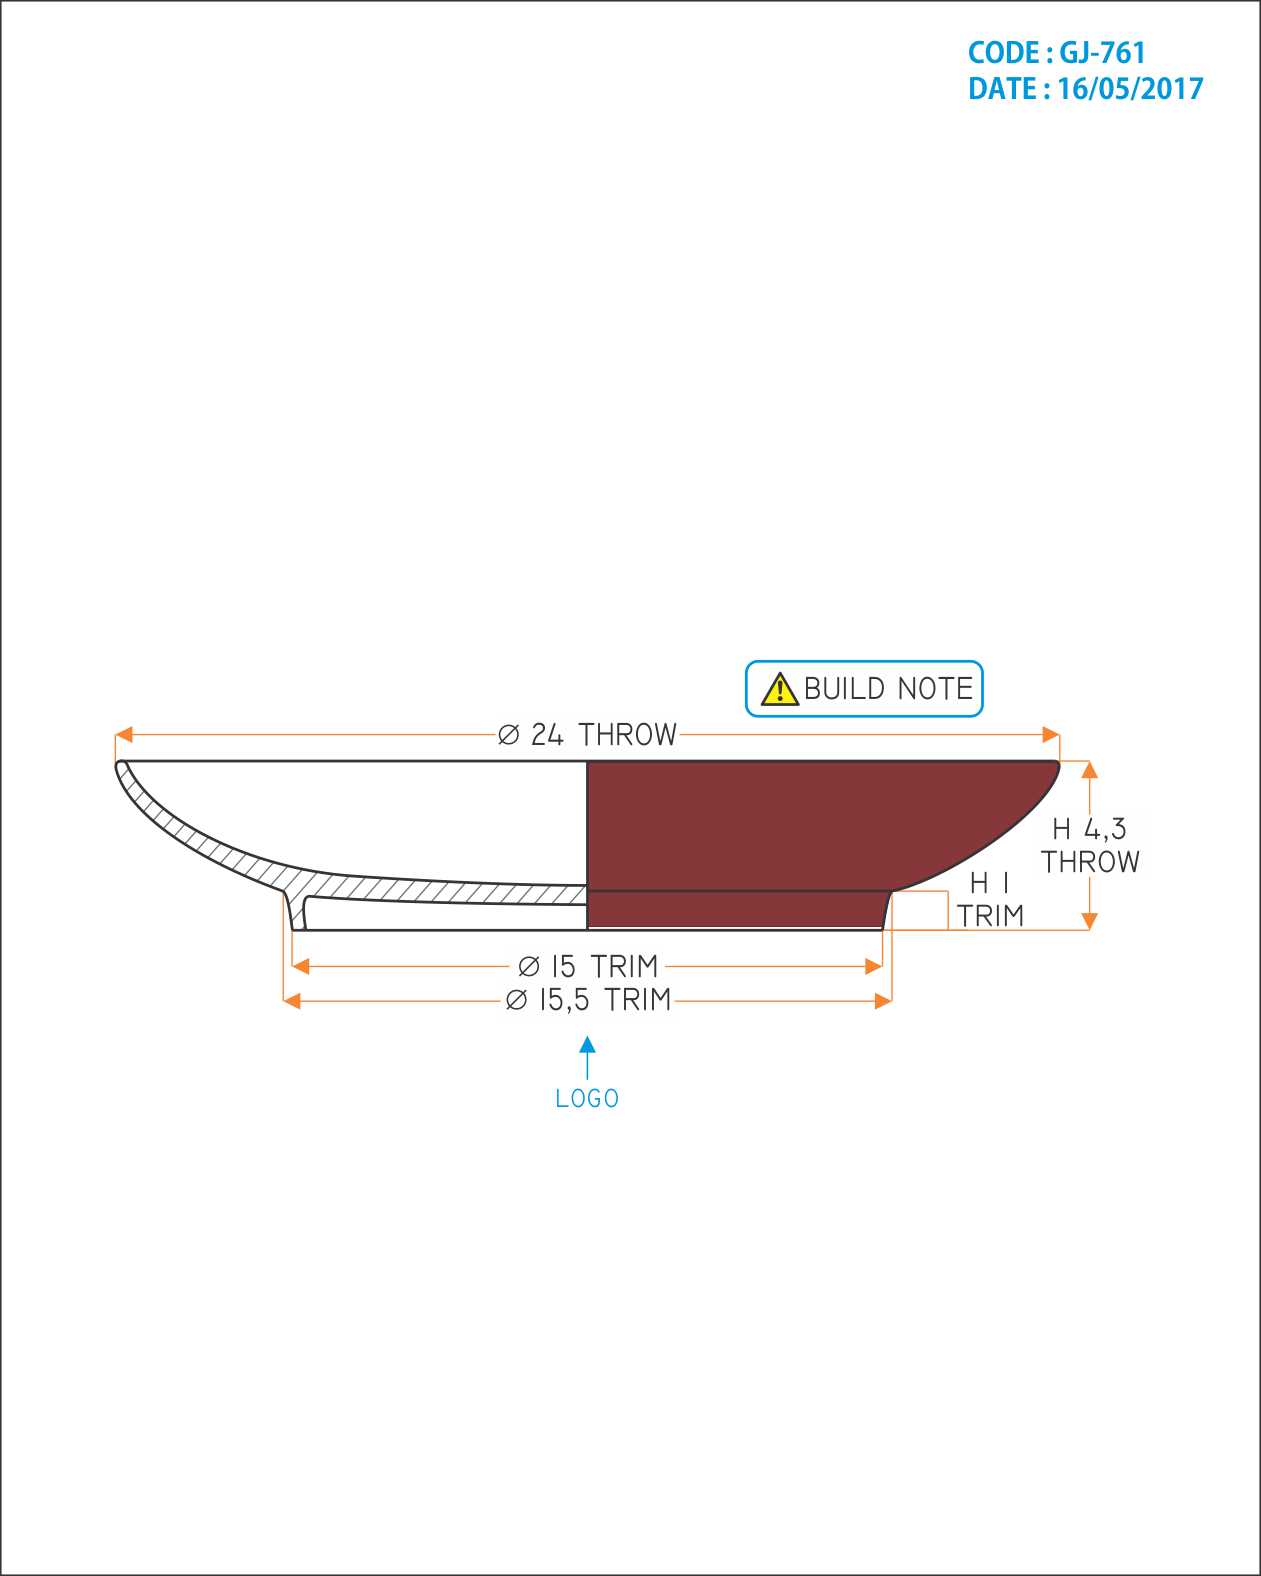 CODE : GJ-761
DATE : 16/05/2017
BUILD NOTE
Ø 24 THROW
H 4,3
THROW
H 1
TRIM
Ø 15 TRIM
Ø 15,5 TRIM
LOGO